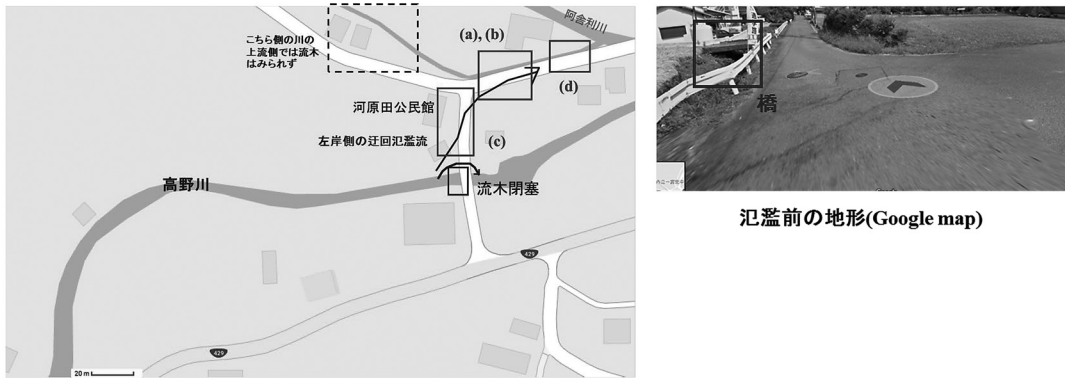 こちら側の川の
上流側では流木
はみられず
阿舎利川
(a), (b)
(d)
河原田公民館
左岸側の迂回氾濫流
(c)
高野川
流木閉塞
429
429
20 m
橋
氾濫前の地形(Google map)